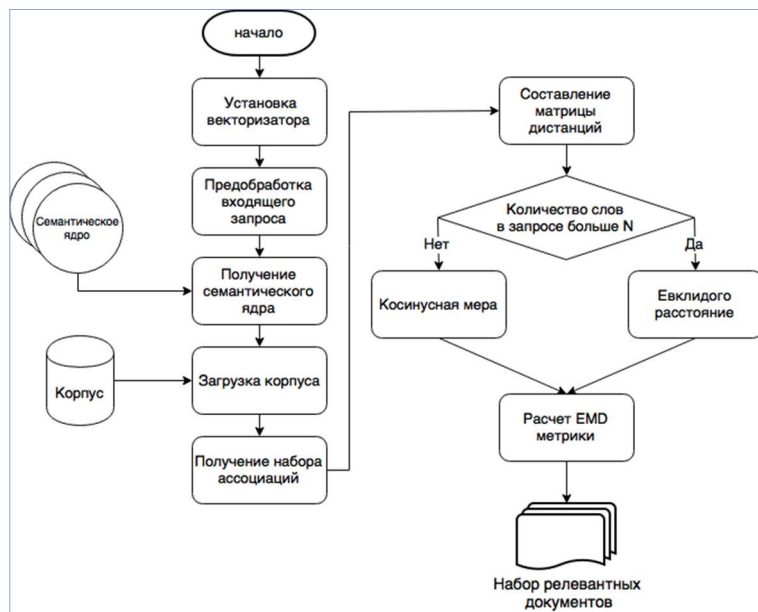 начало
Установка
векторизатора
Предобработка
входящего
запроса
Семантическое
ядро
Получение
семантического
ядра
Корпус
Загрузка корпуса
Получение набора
ассоциаций
Составление
матрицы
дистанций
Количество слов
в запросе больше N
Нет
Да
Косинусная мера
Евклидого
расстояние
Расчет EMD
метрики
Набор релевантных
документов